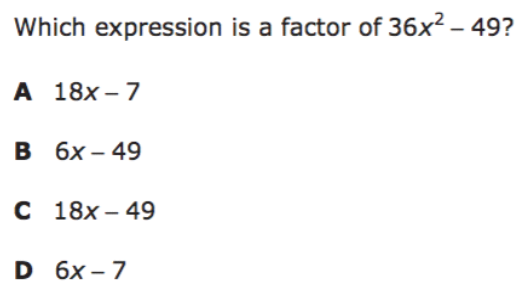 Which expression is a factor of 36x² – 49?
A 18x – 7
B 6x – 49
C 18x – 49
D 6x – 7